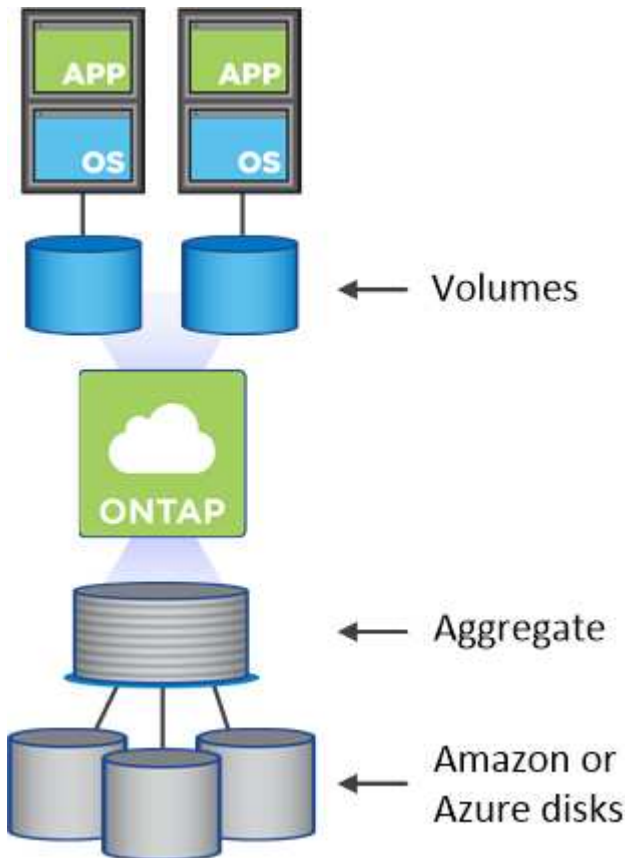 APP
APP
OS
OS
Volumes
ONTAP
Aggregate
Amazon or
Azure disks